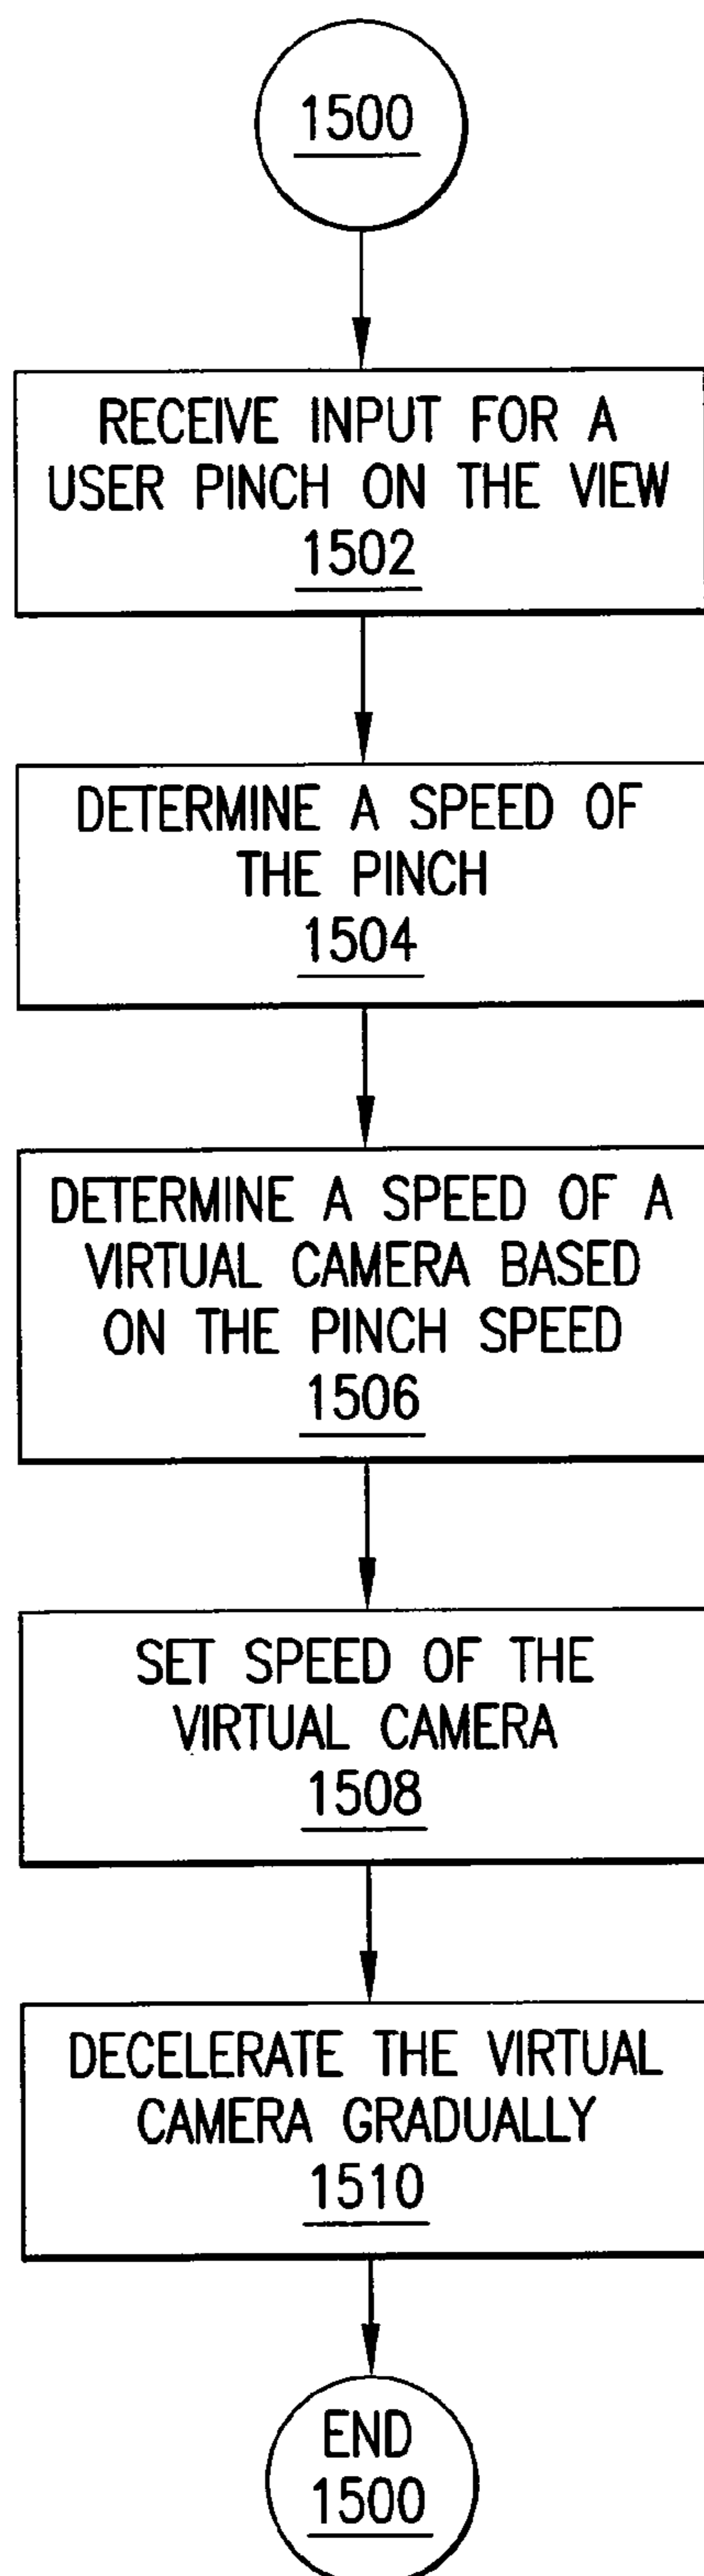 1500
RECEIVE INPUT FOR A
USER PINCH ON THE VIEW
1502
DETERMINE A SPEED OF
THE PINCH
1504
DETERMINE A SPEED OF A
VIRTUAL CAMERA BASED
ON THE PINCH SPEED
1506
SET SPEED OF THE
VIRTUAL CAMERA
1508
DECELERATE THE VIRTUAL
CAMERA GRADUALLY
1510
END
1500